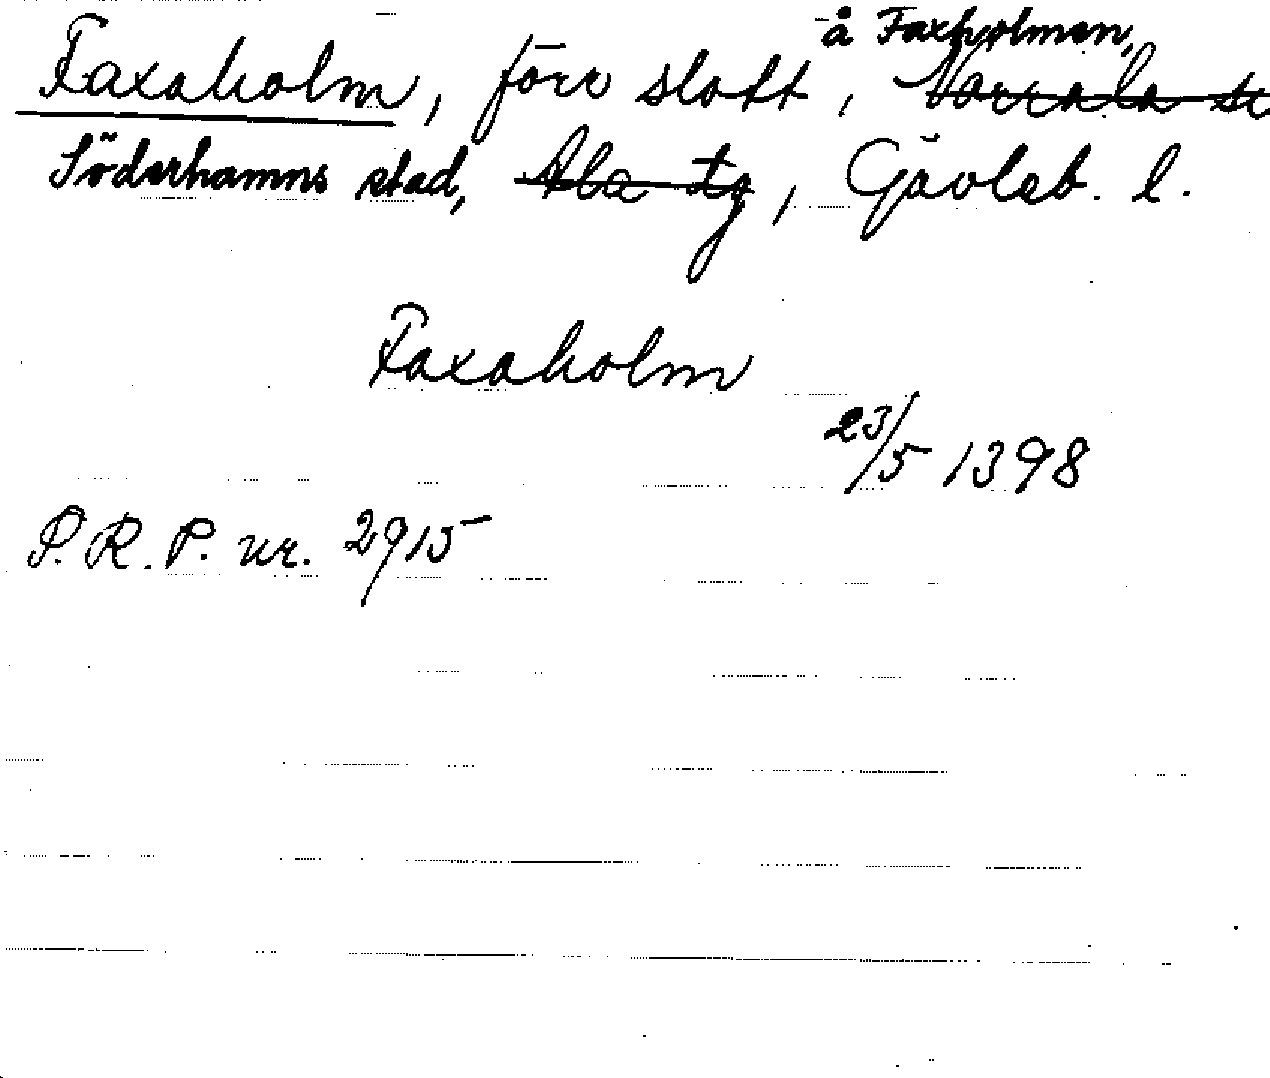 å Faxholmen,
Faxaholm, förr slott, Norrala sn
Söderhamns stad, Ala tg, Gävleb. l.
Faxaholm
23/5 1398
S.R.P. nr. 2915